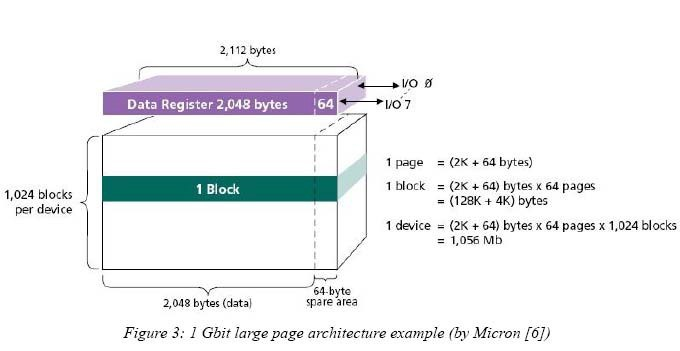 2,112 bytes
I/O Ø
Data Register 2,048 bytes 64
I/O 7
1,024 blocks
per device
1 Block
1 page = (2K + 64 bytes)
1 block = (2K + 64) bytes x 64 pages
= (128K + 4K) bytes
1 device = (2K + 64) bytes x 64 pages x 1,024 blocks
= 1,056 Mb
2,048 bytes (data)
64-byte
spare area
Figure 3: 1 Gbit large page architecture example (by Micron [6])